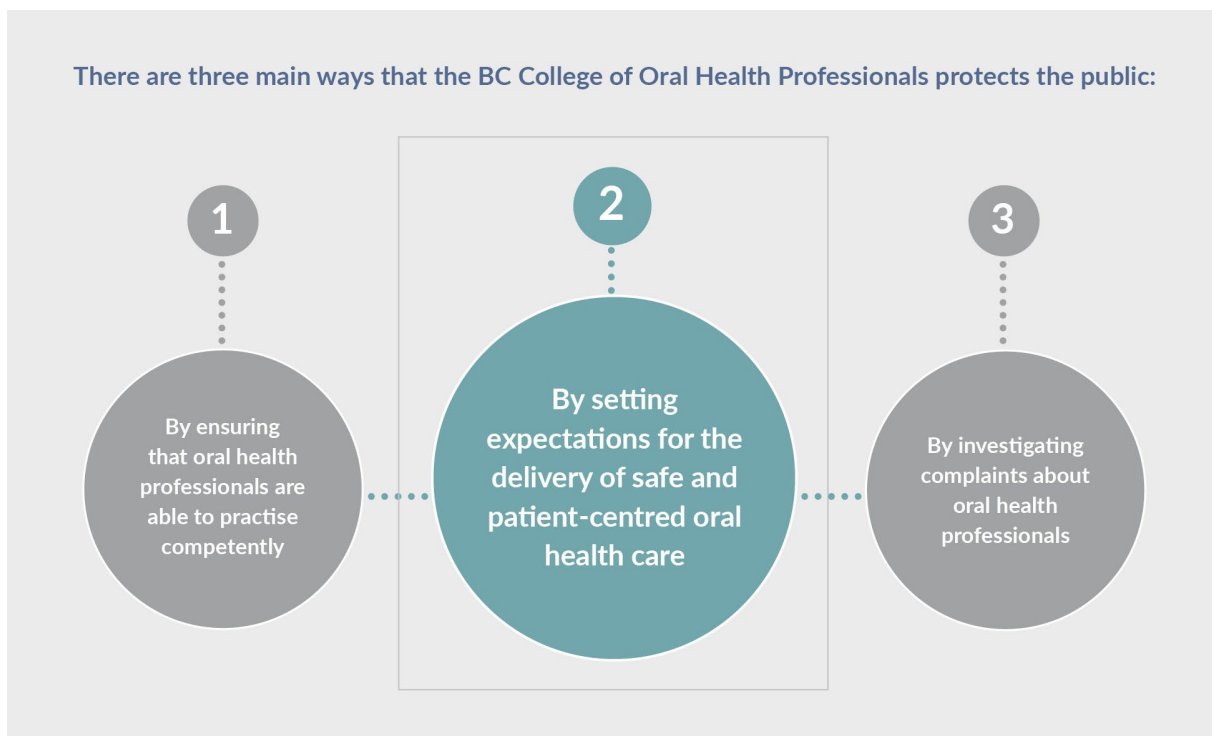 There are three main ways that the BC College of Oral Health Professionals protects the public:
1
By ensuring
that oral health
professionals are
able to practise
competently
2
By setting
expectations for the
delivery of safe and
patient-centred oral
health care
3
By investigating
complaints about
oral health
professionals